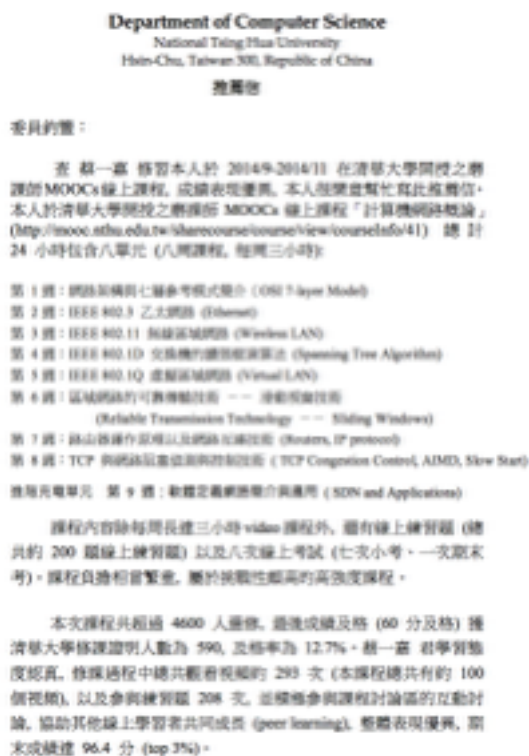 Department of Computer Science
National Tsing Hua University
Hsin-Chu, Taiwan 300, Republic of China
推薦信
委員鈞鑒：
查 蔡一嘉 修習本人於 2014/9-2014/11 在清華大學開授之磨
課師MOOCs線上課程, 成績表現優異, 本人很樂意幫忙寫此推薦信。
本人於清華大學開授之磨課師 MOOCs 線上課程「計算機網路概論」
(http://mooc.nthu.edu.tw/sharecourse/course/view/courseInfo/41) 總 計
24 小時包含八單元 (八周課程, 每周三小時):
第 1 週：網路架構與七層參考模式簡介 (OSI 7-layer Model)
第 2 週：IEEE 802.3 乙太網路 (Ethernet)
第 3 週：IEEE 802.11 無線區域網路 (Wireless LAN)
第 4 週：IEEE 802.1D 交換機的擴張樹演算法 (Spanning Tree Algorithm)
第 5 週：IEEE 802.1Q 虛擬區域網路 (Virtual LAN)
第 6 週：區域網路的可靠傳輸技術 －－ 滑動視窗技術
(Reliable Transmission Technology －－ Sliding Windows)
第 7 週：路由器運作原理以及網路互連技術 (Routers, IP protocol)
第 8 週：TCP 與網路壅塞控制技術 (TCP Congestion Control, AIMD, Slow Start)
進階充電單元 第 9 週：軟體定義網路簡介與應用 (SDN and Applications)
課程內容除每周長達三小時 video 課程外, 還有線上練習題 (總
共約 200 題線上練習題) 以及八次線上考試 (七次小考、一次期末
考)。課程負擔相當繁重, 屬於挑戰性頗高的高強度課程。
本次課程共超過 4600 人選修, 最後成績及格 (60 分及格) 獲
清華大學修課證明人數為 590, 及格率為 12.7%。蔡一嘉 君學習態
度認真, 修課過程中總共觀看視頻約 293 次 (本課程總共有約 100
個視頻), 以及參與練習題 208 次, 並積極參與課程討論區的互動討
論, 協助其他線上學習者共同成長 (peer learning), 整體表現優異, 期
末成績達 96.4 分 (top 3%)。